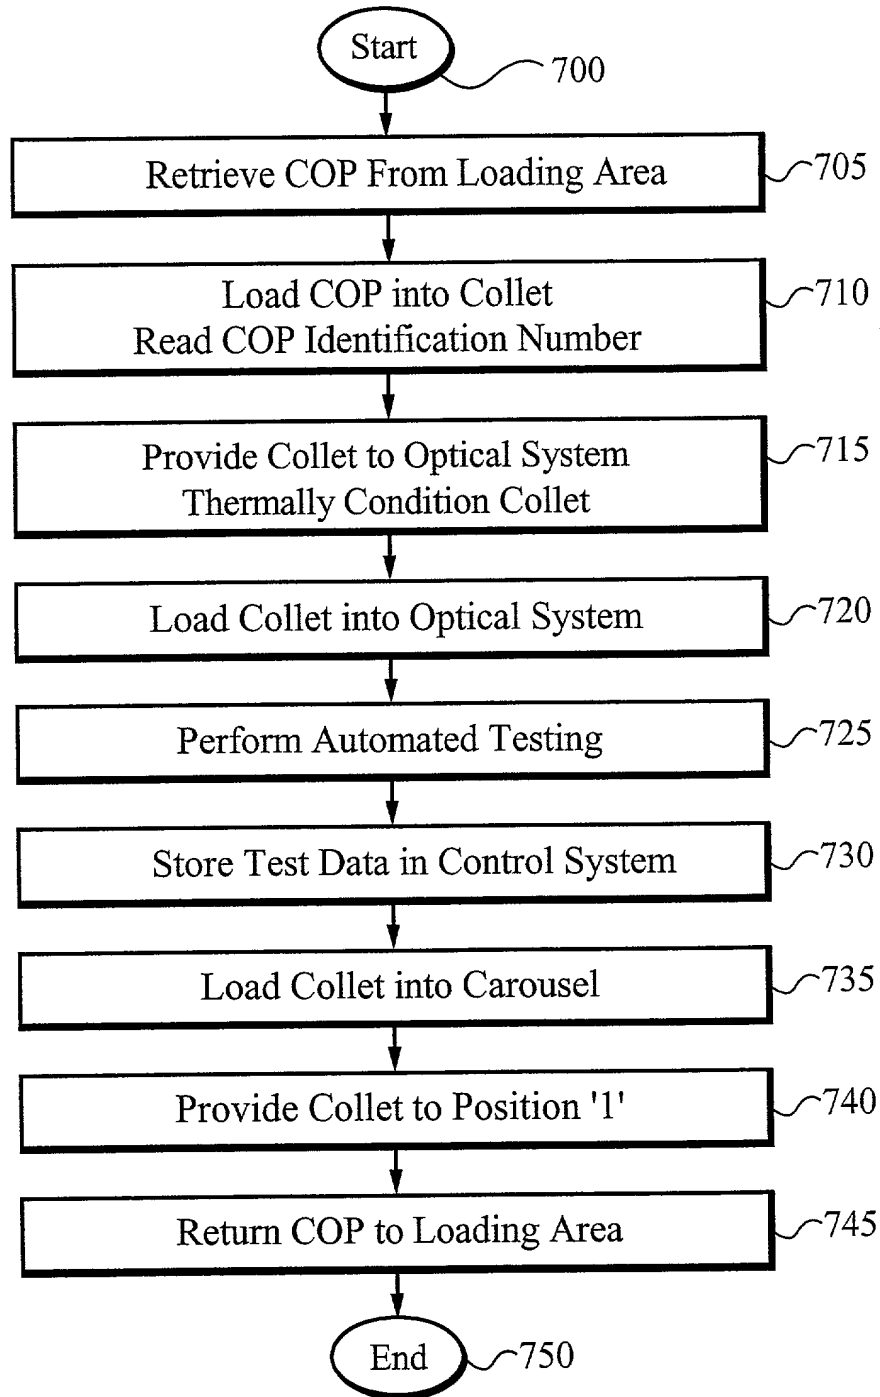 Start
700
Retrieve COP From Loading Area
705
Load COP into Collet
Read COP Identification Number
710
Provide Collet to Optical System
Thermally Condition Collet
715
Load Collet into Optical System
720
Perform Automated Testing
725
Store Test Data in Control System
730
Load Collet into Carousel
735
Provide Collet to Position '1'
740
Return COP to Loading Area
745
End
750